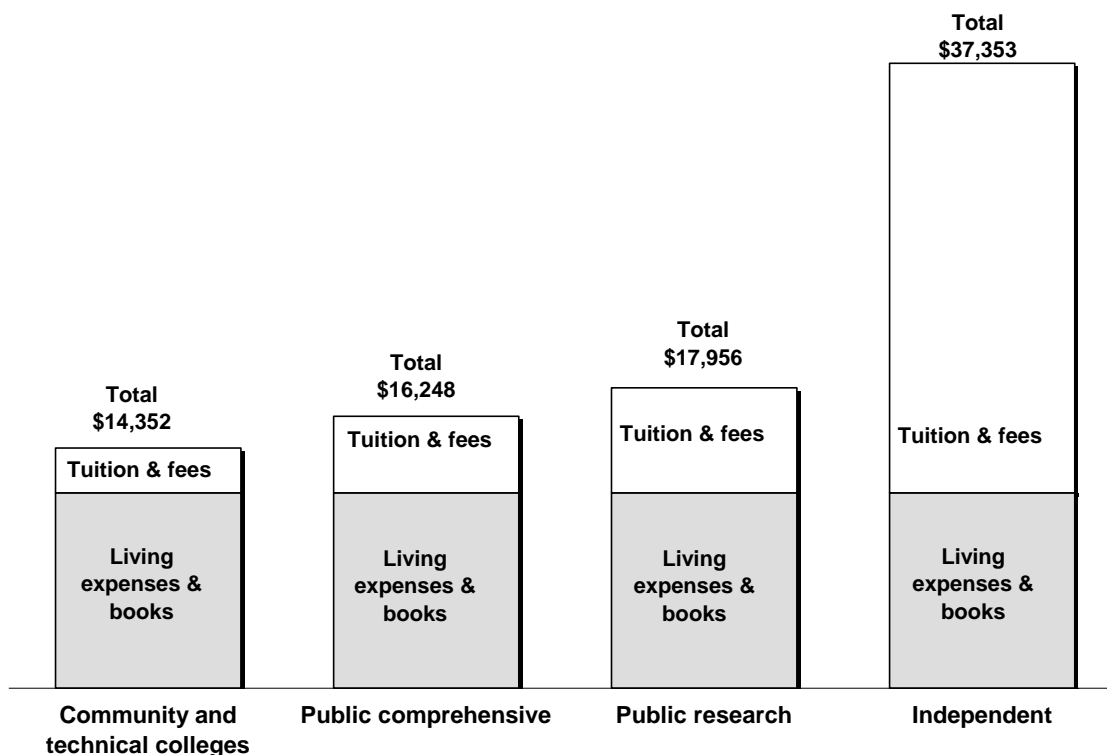 Total
$37,353
Total
$17,956
Total
$16,248
Total
$14,352
Tuition & fees
Tuition & fees
Tuition & fees
Tuition & fees
Living
expenses &
books
Living
expenses &
books
Living
expenses &
books
Living
expenses &
books
Community and
technical colleges
Public comprehensive
Public research
Independent